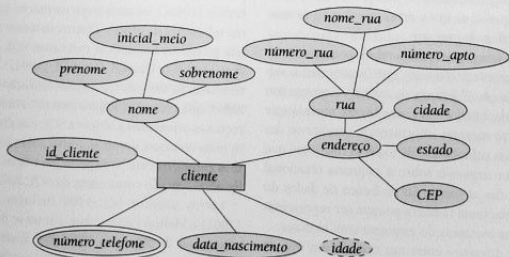 nome_rua
inicial_meio
número_rua
número_apto
prenome
sobrenome
nome
rua
cidade
id_cliente
endereço
estado
cliente
CEP
número_telefone
data_nascimento
idade